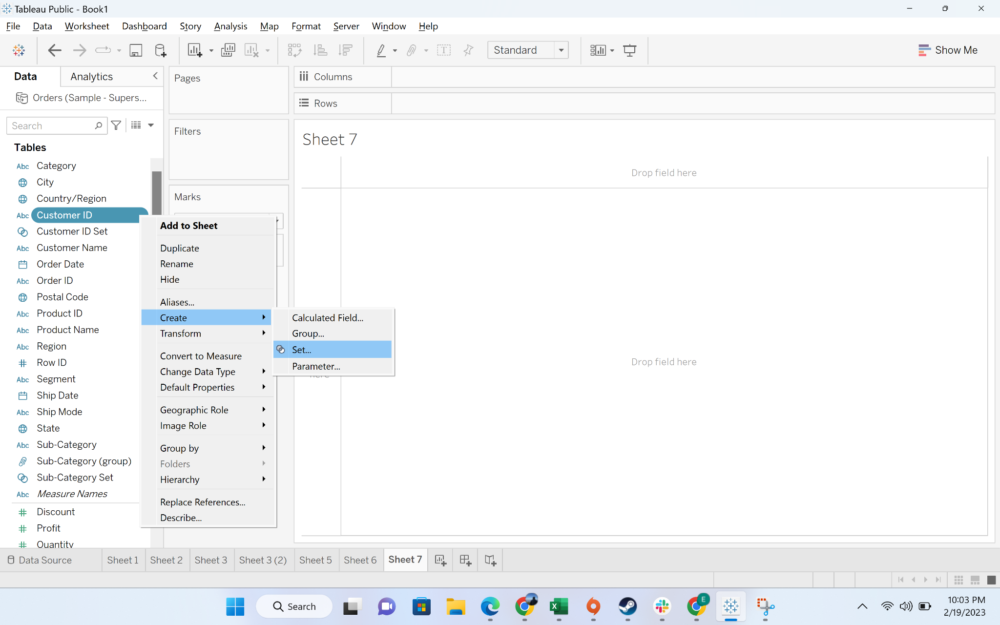 Tableau Public - Book1
File Data Worksheet Dashboard Story Analysis Map Format Server Window Help
Standard
Show Me
Data
Analytics
Orders (Sample - Supers...
Search
Tables
Abc Category
City
Country/Region
Abc Customer ID
Customer ID Set
Abc Customer Name
Order Date
Abc Order ID
Postal Code
Abc Product ID
Abc Product Name
Abc Region
# Row ID
Abc Segment
Ship Date
Abc Ship Mode
State
Abc Sub-Category
Sub-Category (group)
Sub-Category Set
Abc Measure Names
# Discount
# Profit
# Quantity
Pages
Filters
Marks
Columns
Rows
Sheet 7
Drop field here
Drop field here
here
Add to Sheet
Duplicate
Rename
Hide
Aliases...
Create
Transform
Convert to Measure
Change Data Type
Default Properties
Geographic Role
Image Role
Group by
Folders
Hierarchy
Replace References...
Describe...
Calculated Field...
Group...
Set...
Parameter...
Data Source Sheet 1 Sheet 2 Sheet 3 Sheet 3 (2) Sheet 5 Sheet 6 Sheet 7
Search
E
10:03 PM
2/19/2023